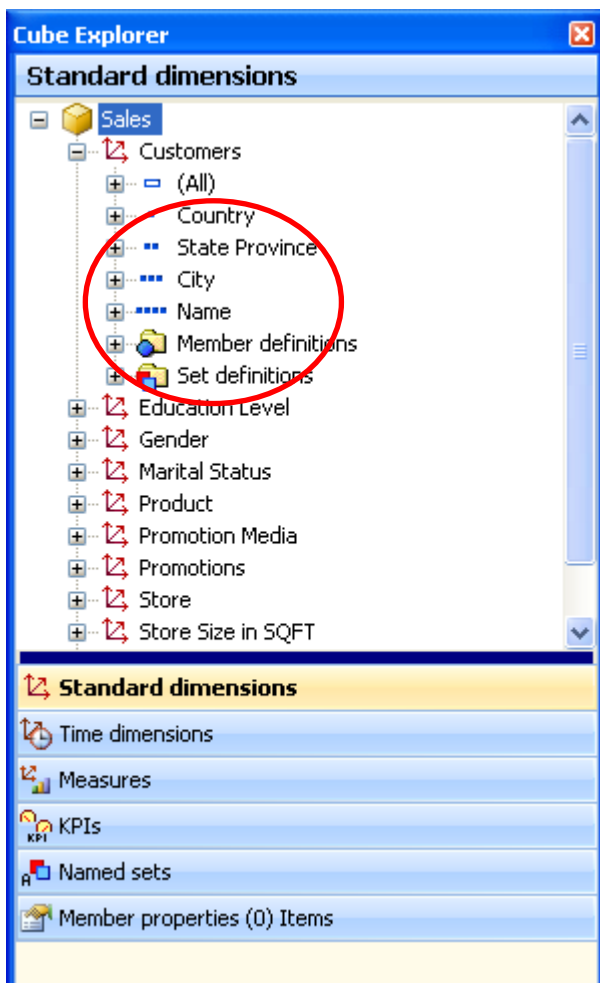 Cube Explorer
Standard dimensions
Sales
Customers
(All)
Country
State Province
City
Name
Member definitions
Set definitions
Education Level
Gender
Marital Status
Product
Promotion Media
Promotions
Store
Store Size in SQFT
Standard dimensions
Time dimensions
Measures
KPI KPIs
A Named sets
Member properties (0) Items